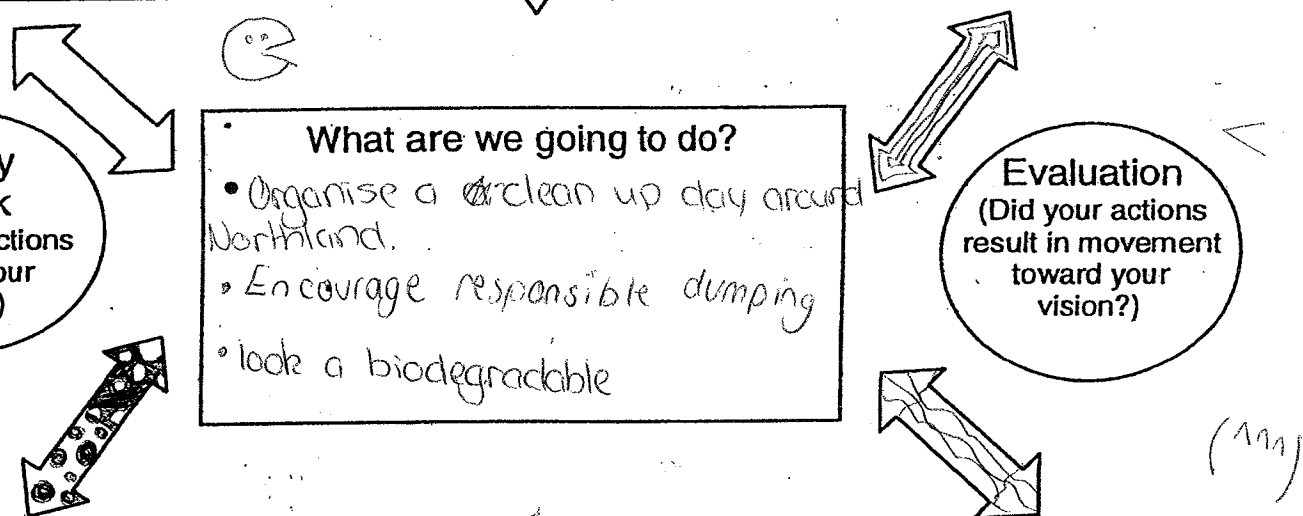 What are we going to do?
• Organise a clean up day around
Northland.
• Encourage responsible dumping
• look a biodegradable
y
k
ctions
our
)
Evaluation
(Did your actions
result in movement
toward your
vision?)